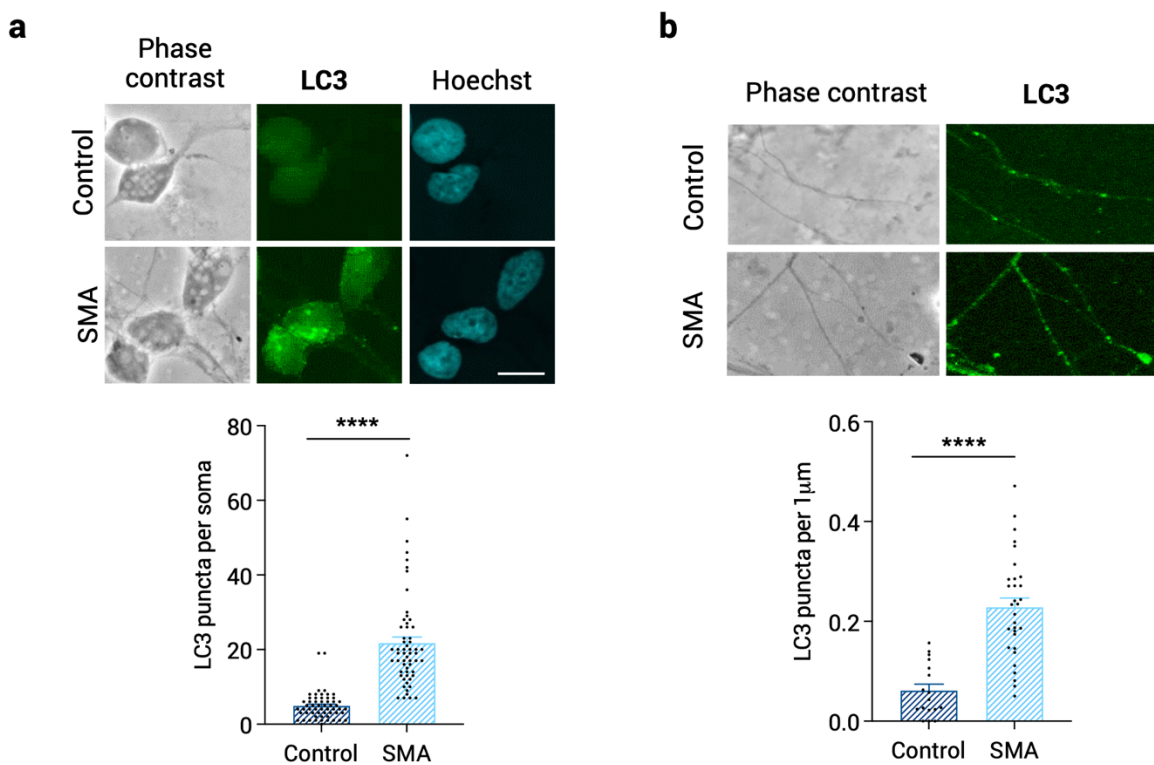 a
Phase
contrast
LC3
Hoechst
Control
SMA
80
60
40
20
0
LC3 puncta per soma
****
Control
SMA
b
Phase contrast
LC3
Control
SMA
0.6
0.4
0.2
0.0
LC3 puncta per 1μm
****
Control
SMA